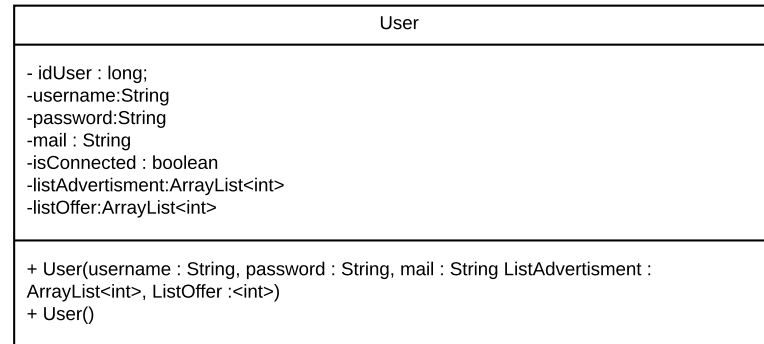 User
- idUser : long;
-username:String
-password:String
-mail : String
-isConnected : boolean
-listAdvertisment:ArrayList<int>
-listOffer:ArrayList<int>
+ User(username : String, password : String, mail : String ListAdvertisment :
ArrayList<int>, ListOffer :<int>)
+ User()